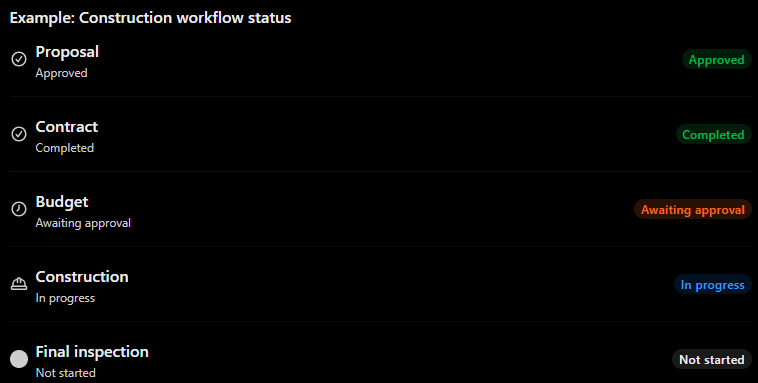 Example: Construction workflow status
Proposal
Approved
Approved
Contract
Completed
Completed
Budget
Awaiting approval
Awaiting approval
Construction
In progress
In progress
Final inspection
Not started
Not started